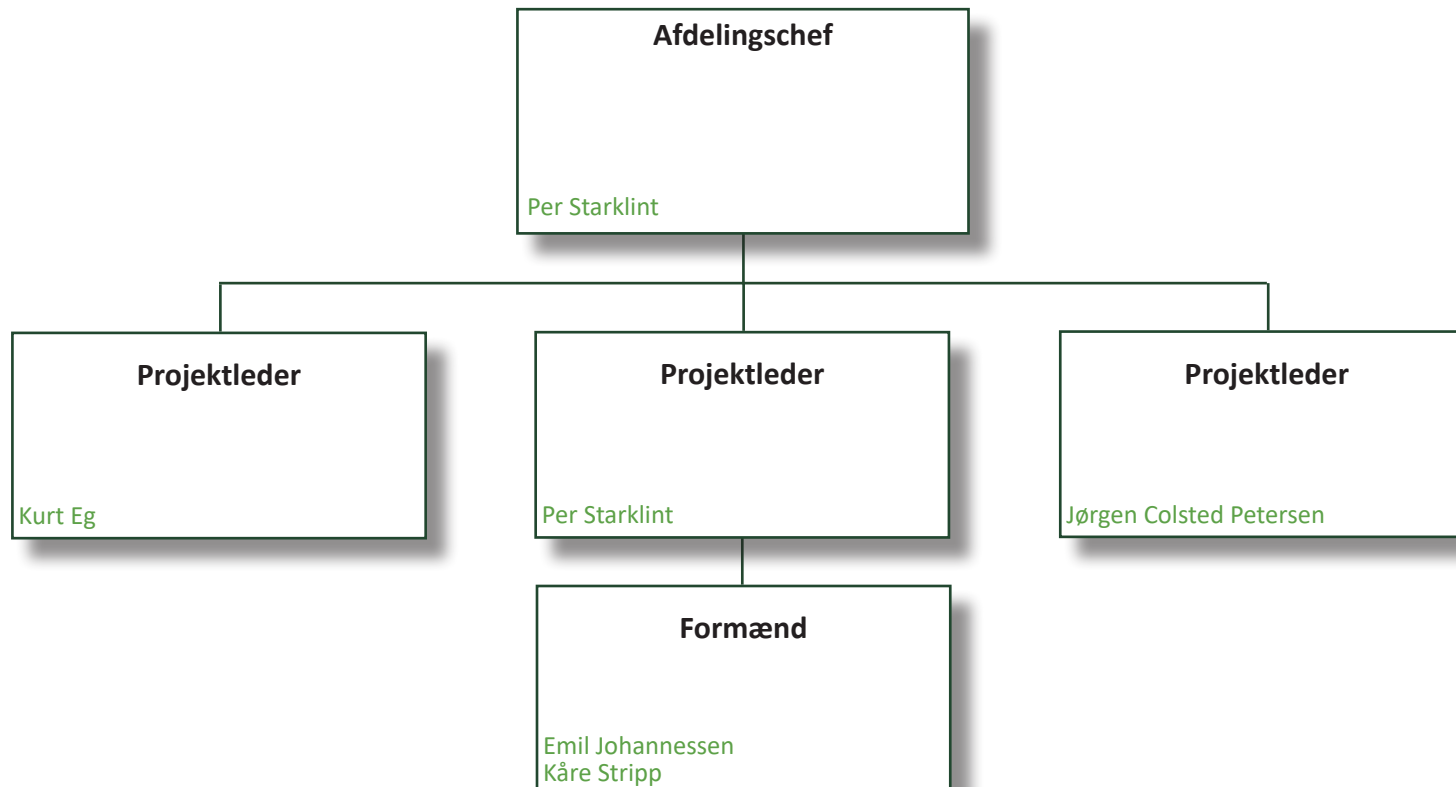 Afdelingschef
Per Starklint
Projektleder
Kurt Eg
Projektleder
Per Starklint
Projektleder
Jørgen Colsted Petersen
Formænd
Emil Johannessen
Kåre Stripp